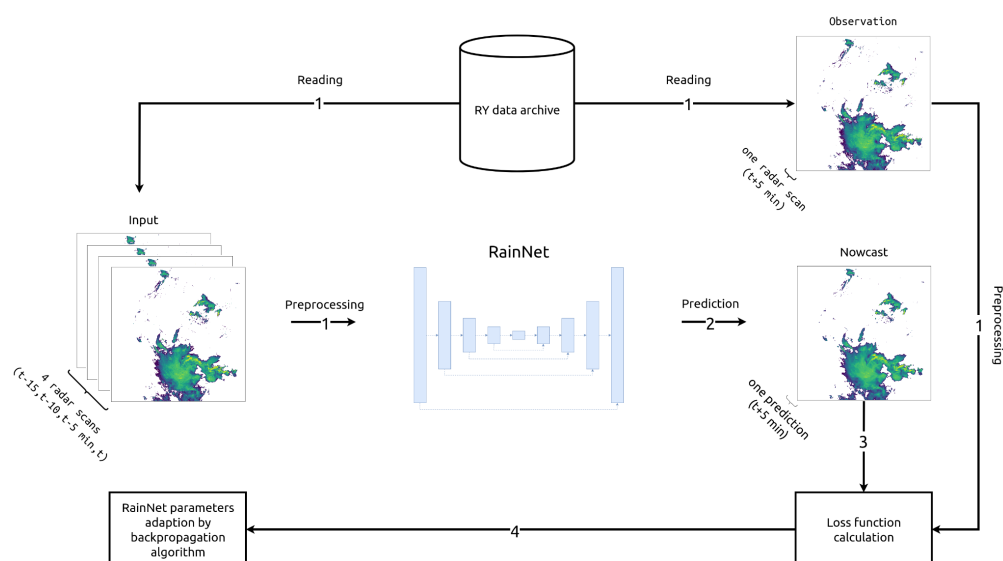 Observation
Reading
1
RY data archive
Reading
1
one radar scan
(t+5 min)
Input
4 radar scans
(t-15,t-10,t-5 min,t)
Preprocessing
1
RainNet
Prediction
2
Nowcast
one prediction
(t+5 min)
1
Preprocessing
3
RainNet parameters
adaption by
backpropagation
algorithm
4
Loss function
calculation